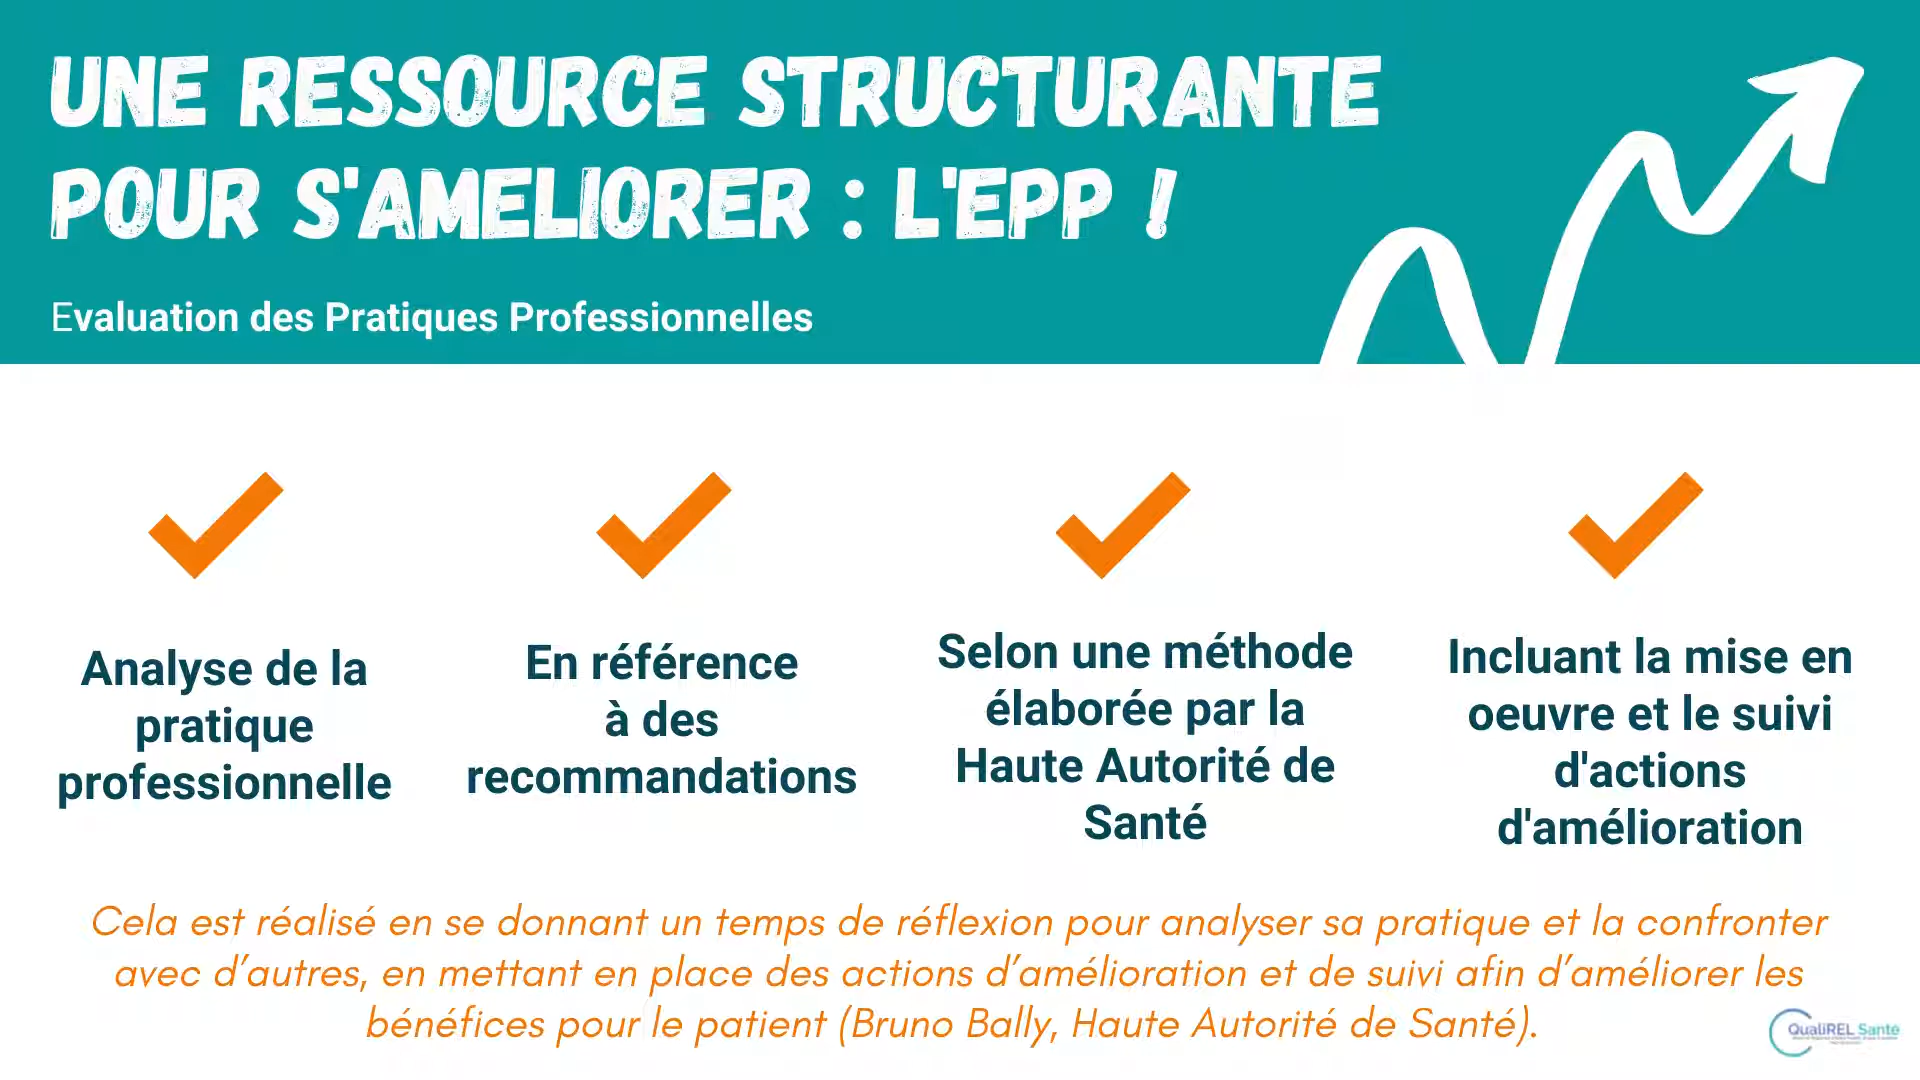 UNE RESSOURCE STRUCTURANTE
POUR S'AMELIORER : L'EPP !
Evaluation des Pratiques Professionnelles
Analyse de la
pratique
professionnelle
En référence
à des
recommandations
Selon une méthode
élaborée par la
Haute Autorité de
Santé
Incluant la mise en
oeuvre et le suivi
d'actions
d'amélioration
Cela est réalisé en se donnant un temps de réflexion pour analyser sa pratique et la confronter
avec d’autres, en mettant en place des actions d’amélioration et de suivi afin d’améliorer les
bénéfices pour le patient (Bruno Bally, Haute Autorité de Santé).
QualiREL Santé